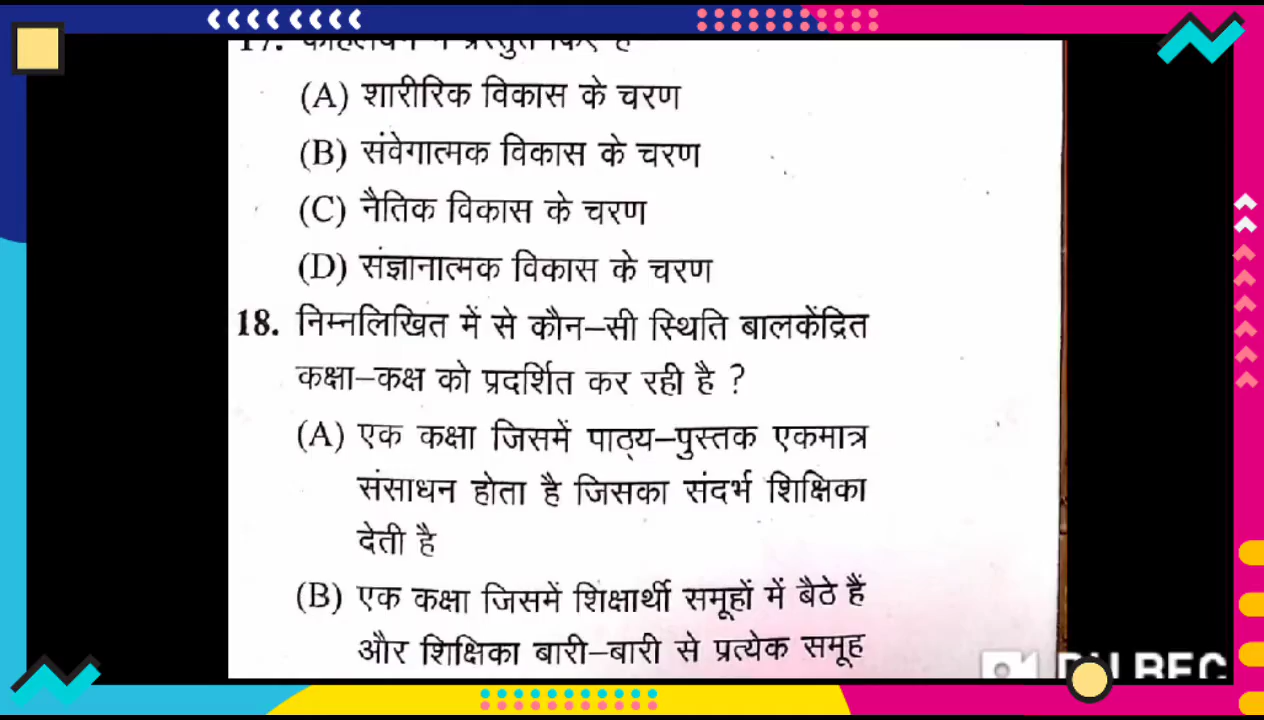 (A) शारीरिक विकास के चरण
(B) संवेगात्मक विकास के चरण
(C) नैतिक विकास के चरण
(D) संज्ञानात्मक विकास के चरण
18. निम्नलिखित में से कौन–सी स्थिति बालकेंद्रित
कक्षा–कक्ष को प्रदर्शित कर रही है ?
(A) एक कक्षा जिसमें पाठ्य–पुस्तक एकमात्र
संसाधन होता है जिसका संदर्भ शिक्षिका
देती है
(B) एक कक्षा जिसमें शिक्षार्थी समूहों में बैठे हैं
और शिक्षिका बारी–बारी से प्रत्येक समूह